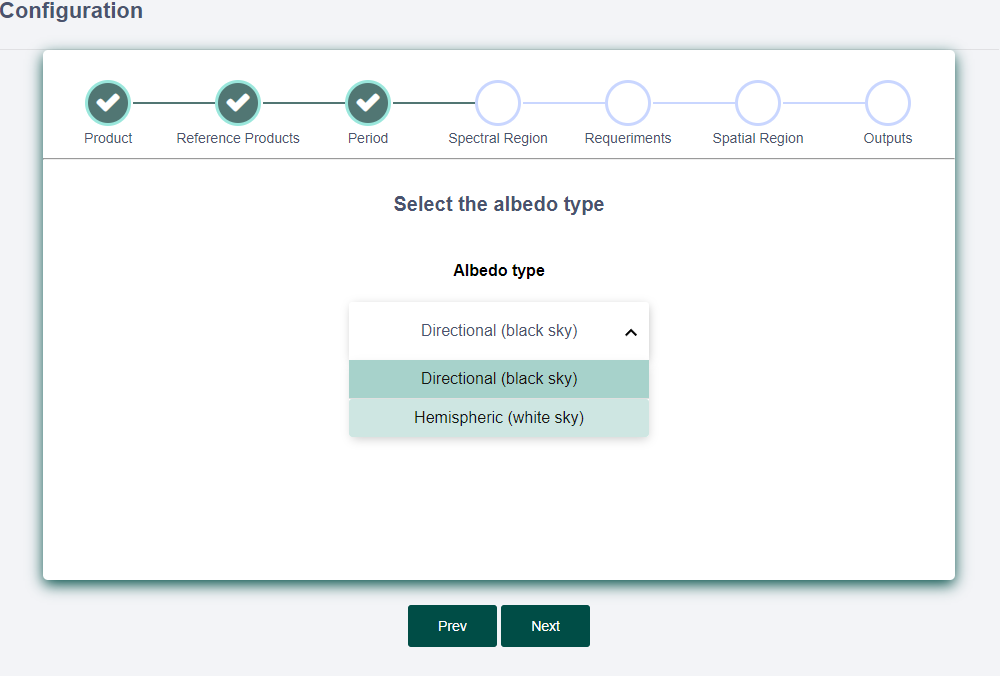 Configuration
Product Reference Products Period Spectral Region Requeriments Spatial Region Outputs
Select the albedo type
Albedo type
Directional (black sky)
Directional (black sky)
Hemispheric (white sky)
Prev Next